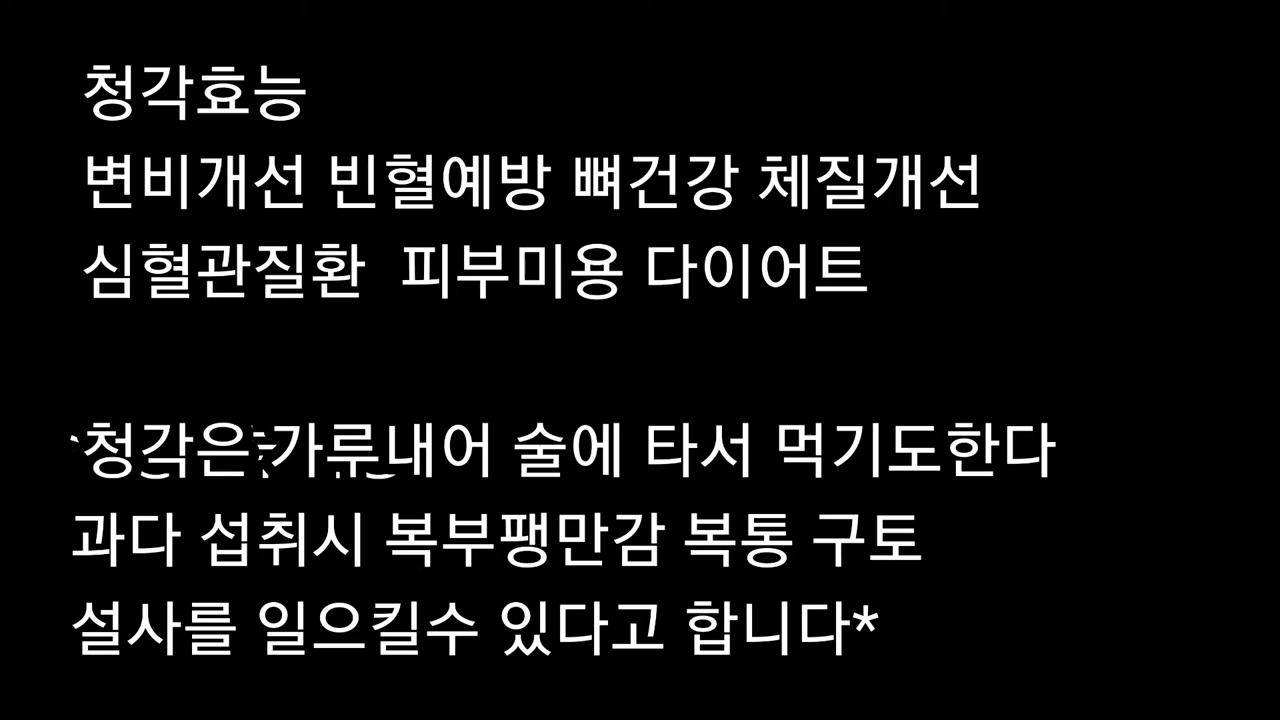 청각효능
변비개선 빈혈예방 뼈건강 체질개선
심혈관질환 피부미용 다이어트
청각은 가루내어 술에 타서 먹기도한다
과다 섭취시 복부팽만감 복통 구토
설사를 일으킬수 있다고 합니다*